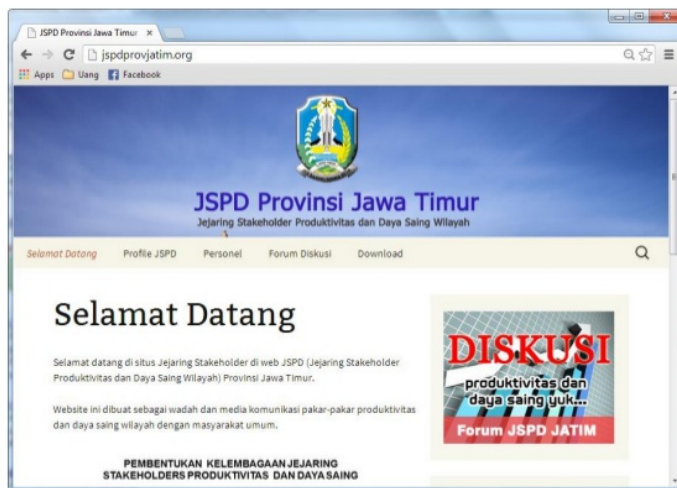 JSPD Provinsi Jawa Timur
jspdprovjatim.org
Apps Uang Facebook
JSPD Provinsi Jawa Timur
Jejaring Stakeholder Produktivitas dan Daya Saing Wilayah
Selamat Datang Profile JSPD Personel Forum Diskusi Download
Selamat Datang
Selamat datang di situs Jejaring Stakeholder di web JSPD (Jejaring Stakeholder
Produktivitas dan Daya Saing Wilayah) Provinsi Jawa Timur.
Website ini dibuat sebagai wadah dan media komunikasi pakar-pakar produktivitas
dan daya saing wilayah dengan masyarakat umum.
PEMBENTUKAN KELEMBAGAAN JEJARING
STAKEHOLDERS PRODUKTIVITAS DAN DAYA SAING
DISKUSI
produktivitas dan
daya saing yuk...
Forum JSPD JATIM